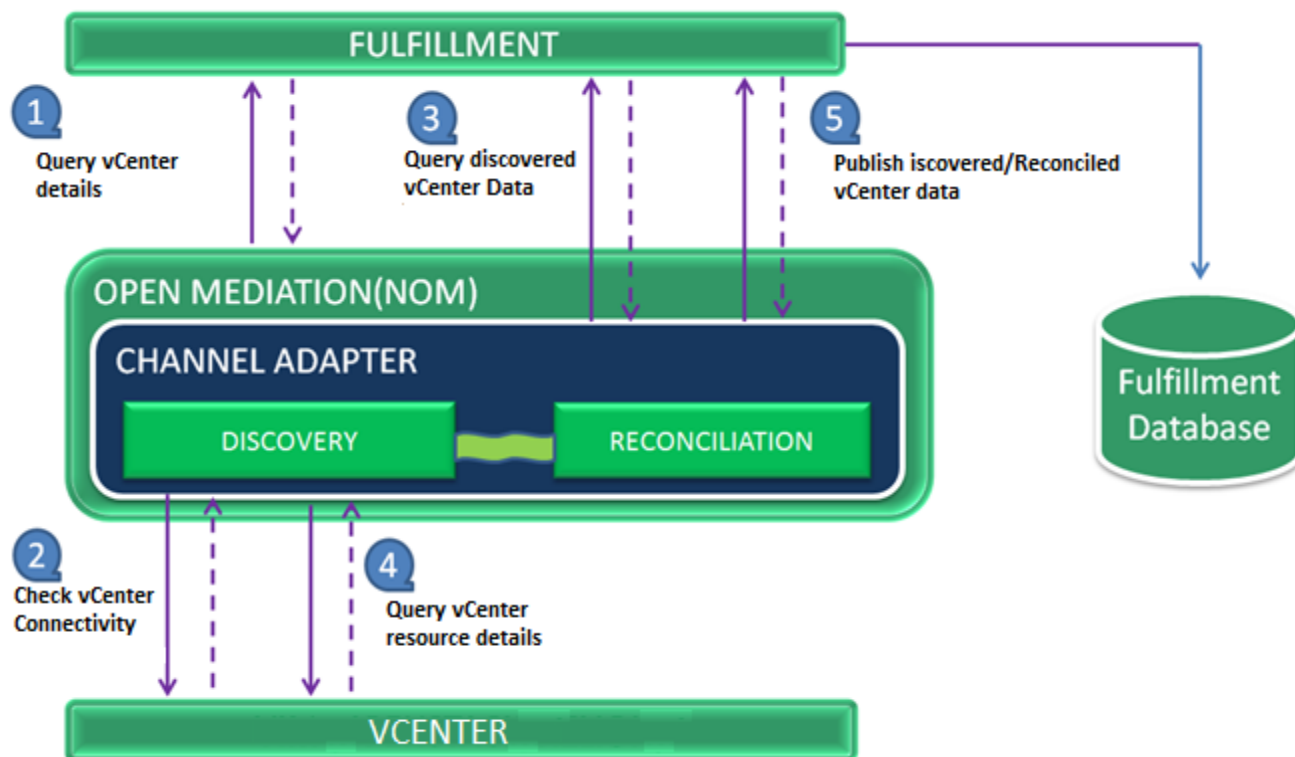 FULFILLMENT
1
Query vCenter
details
3
Query discovered
vCenter Data
5
Publish iscovered/Reconciled
vCenter data
OPEN MEDIATION(NOM)
CHANNEL ADAPTER
DISCOVERY
RECONCILIATION
Fulfillment
Database
2
Check vCenter
Connectivity
4
Query vCenter
resource details
VCENTER